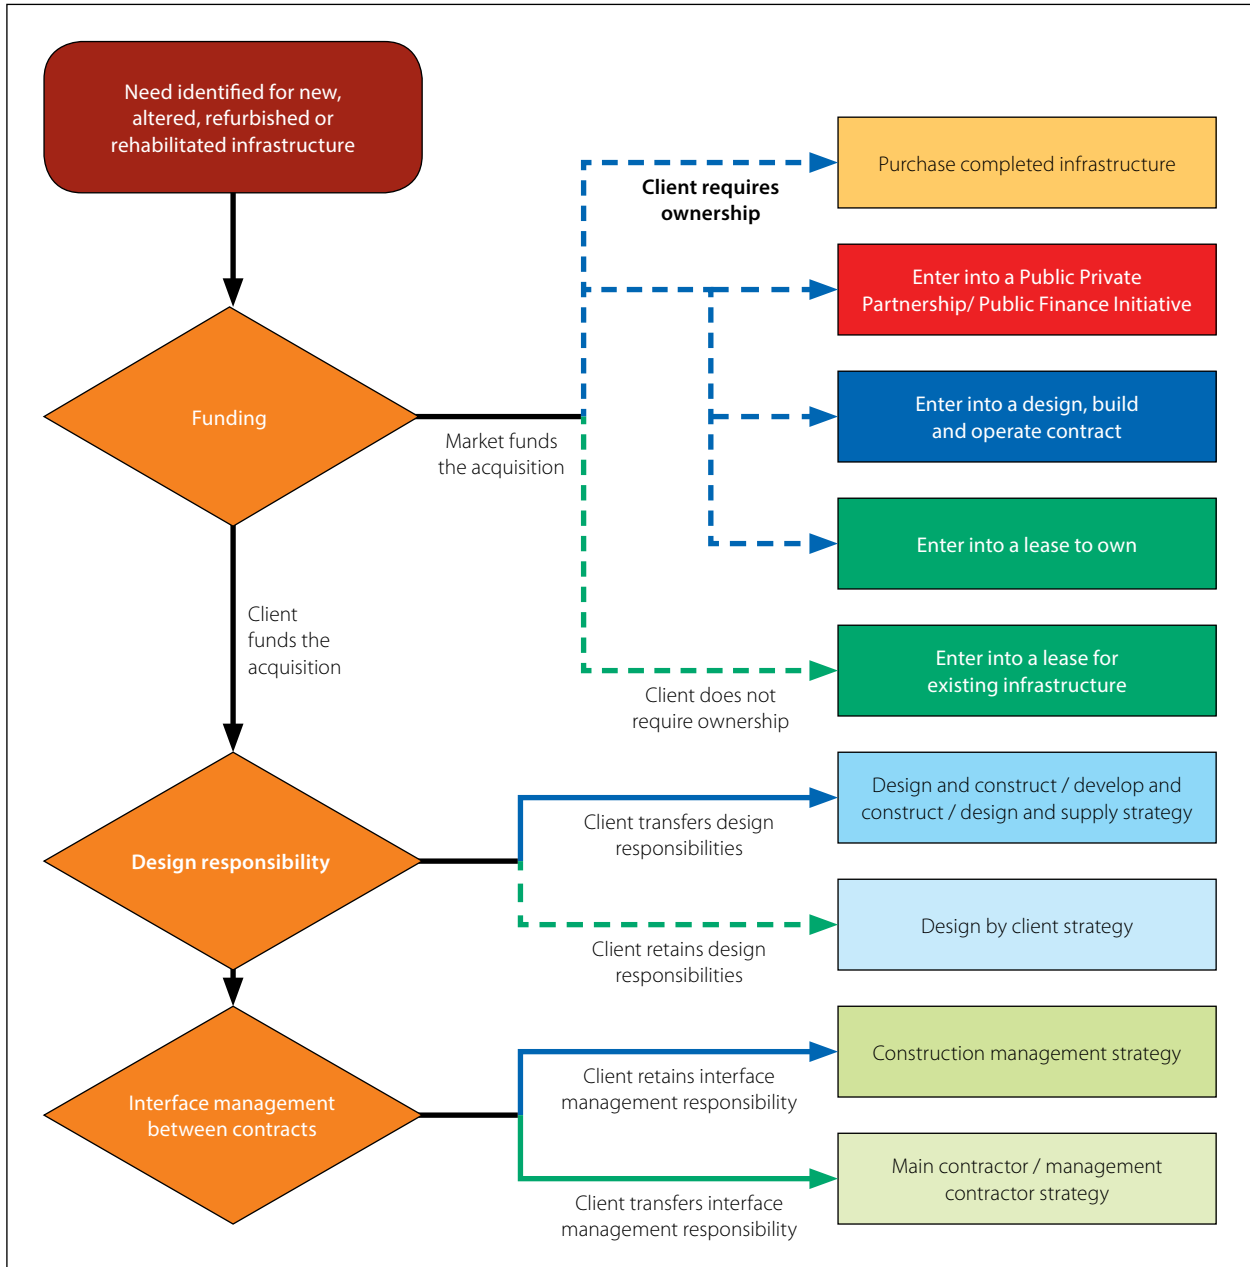 Need identified for new,
altered, refurbished or
rehabilitated infrastructure
Purchase completed infrastructure
Client requires
ownership
Enter into a Public Private
Partnership/ Public Finance Initiative
Funding
Market funds
the acquisition
Enter into a design, build
and operate contract
Enter into a lease to own
Client
funds the
acquisition
Enter into a lease for
existing infrastructure
Client does not
require ownership
Design responsibility
Design and construct / develop and
construct / design and supply strategy
Client transfers design
responsibilities
Design by client strategy
Client retains design
responsibilities
Interface management
between contracts
Construction management strategy
Client retains interface
management responsibility
Main contractor / management
contractor strategy
Client transfers interface
management responsibility